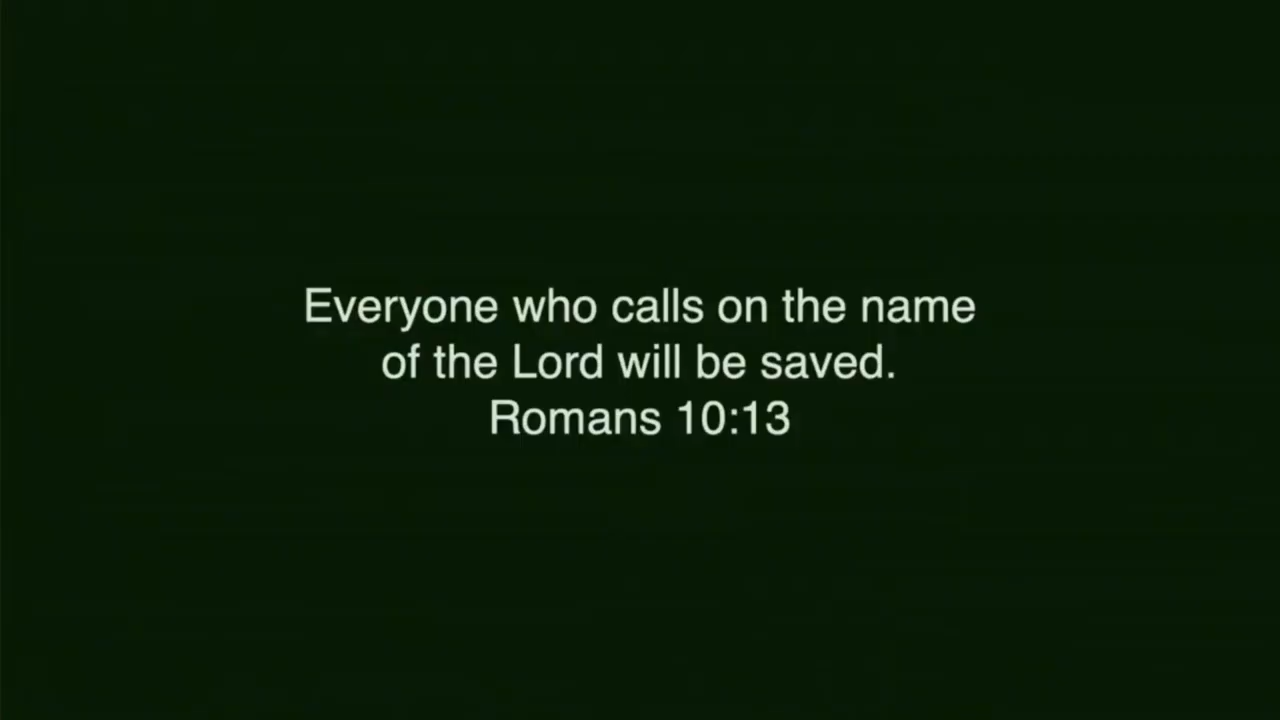 Everyone who calls on the name
of the Lord will be saved.
Romans 10:13